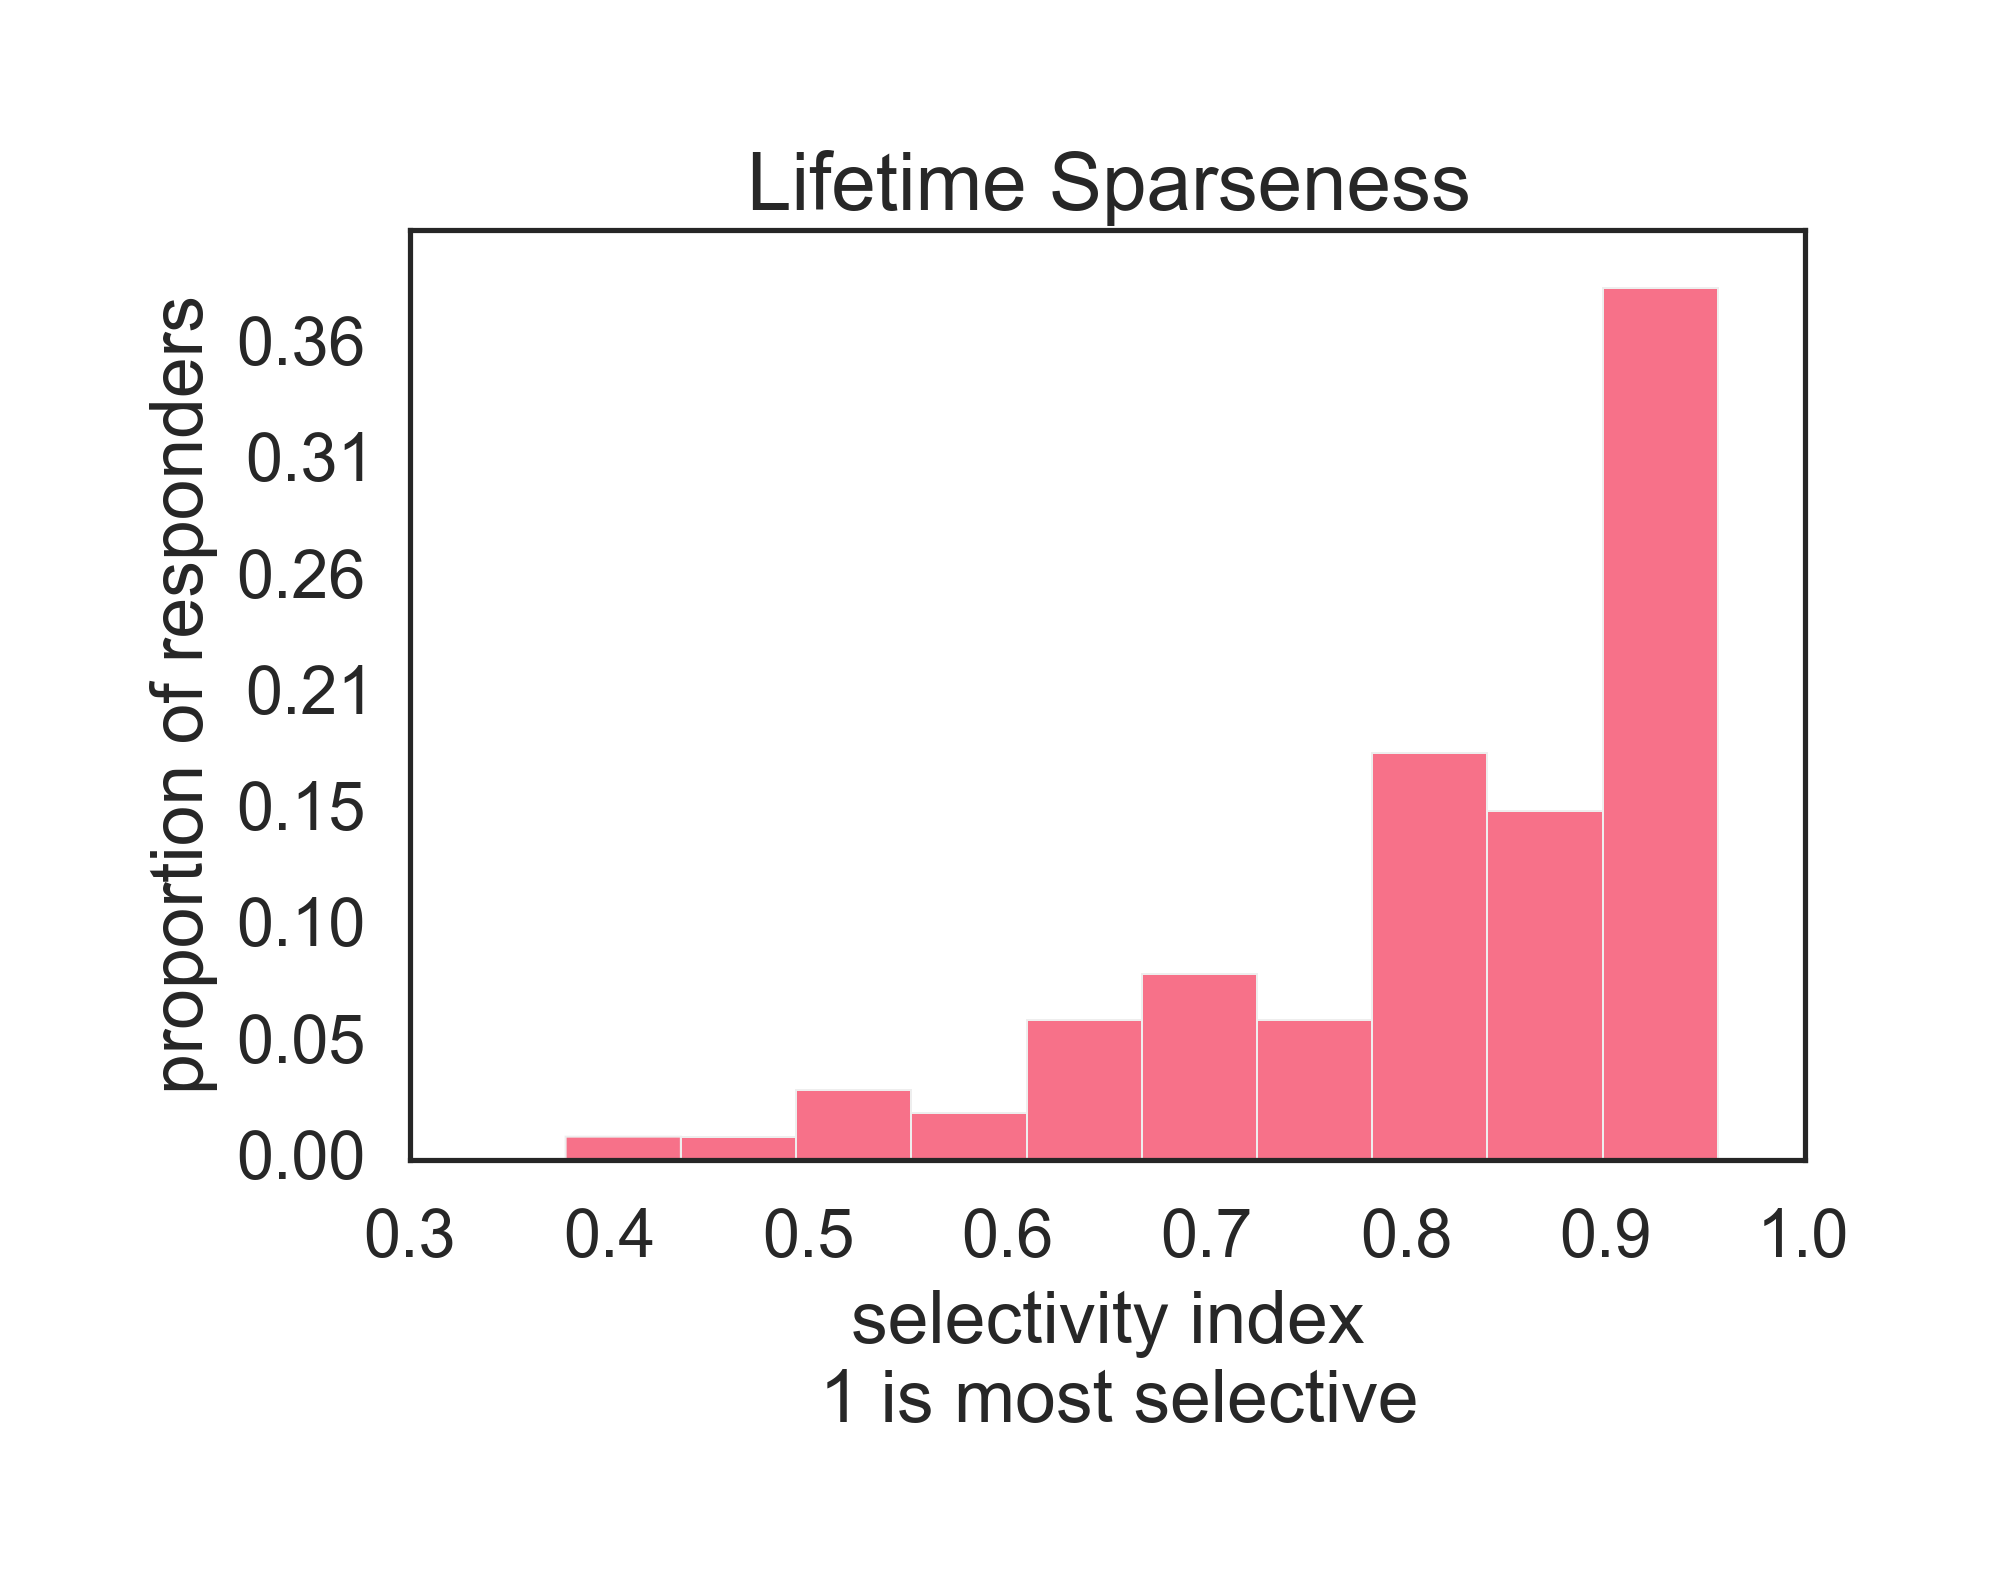 Lifetime Sparseness
proportion of responders
0.36
0.31
0.26
0.21
0.15
0.10
0.05
0.00
0.3 0.4 0.5 0.6 0.7 0.8 0.9 1.0
selectivity index
1 is most selective